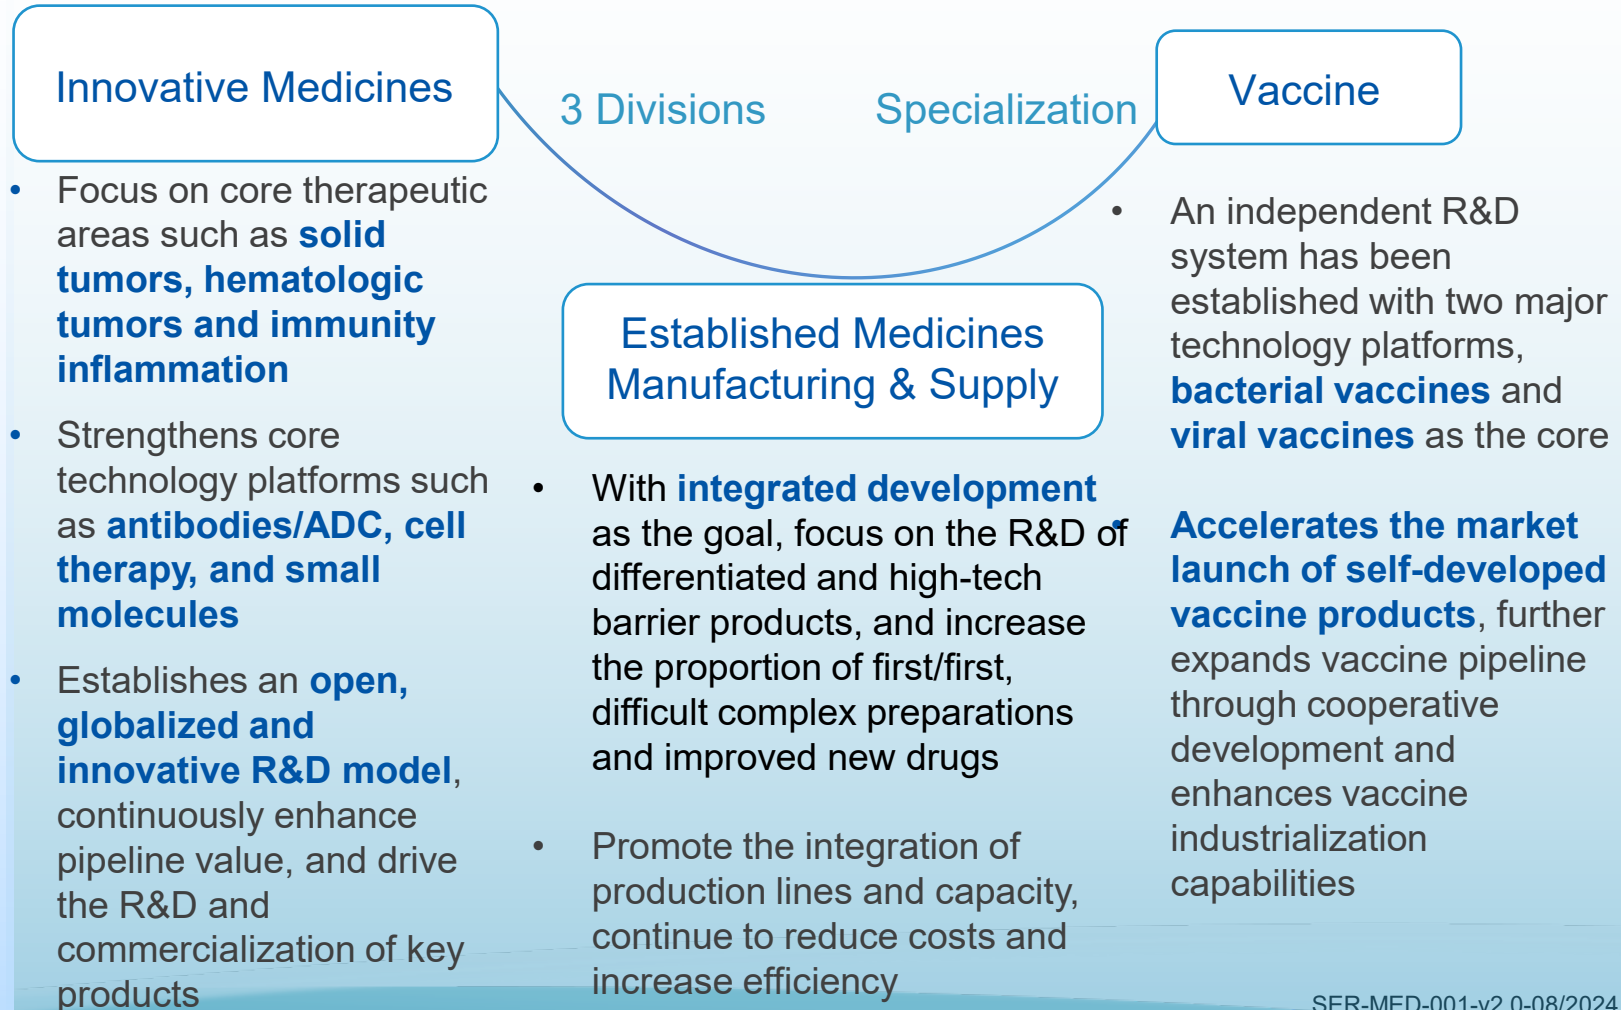 Innovative Medicines
3 Divisions
Specialization
Vaccine
• Focus on core therapeutic
areas such as solid
tumors, hematologic
tumors and immunity
inflammation
• Strengthens core
technology platforms such
as antibodies/ADC, cell
therapy, and small
molecules
• Establishes an open,
globalized and
innovative R&D model,
continuously enhance
pipeline value, and drive
the R&D and
commercialization of key
products
Established Medicines
Manufacturing & Supply
• With integrated development
as the goal, focus on the R&D of
differentiated and high-tech
barrier products, and increase
the proportion of first/first,
difficult complex preparations
and improved new drugs
• Promote the integration of
production lines and capacity,
continue to reduce costs and
increase efficiency
• An independent R&D
system has been
established with two major
technology platforms,
bacterial vaccines and
viral vaccines as the core
• Accelerates the market
launch of self-developed
vaccine products, further
expands vaccine pipeline
through cooperative
development and
enhances vaccine
industrialization
capabilities
SER-MED-001-v2.0-08/2024